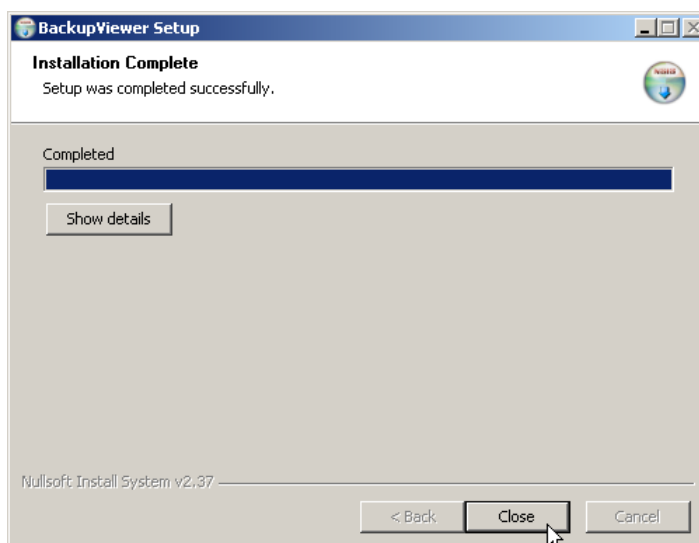 BackupViewer Setup
Installation Complete
Setup was completed successfully.
Completed
Show details
Nullsoft Install System v2.37
< Back
Close
Cancel